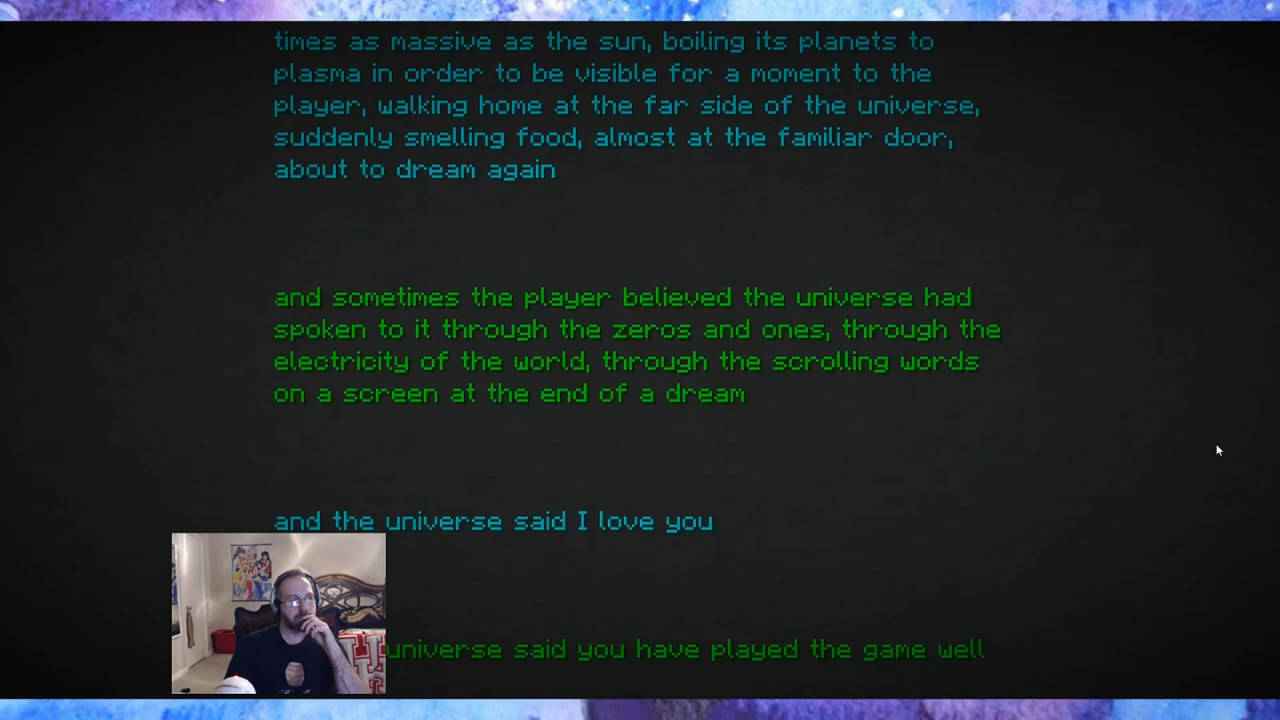 times as massive as the sun, boiling its planets to
plasma in order to be visible for a moment to the
player, walking home at the far side of the universe,
suddenly smelling food, almost at the familiar door,
about to dream again
and sometimes the player believed the universe had
spoken to it through the zeros and ones, through the
electricity of the world, through the scrolling words
on a screen at the end of a dream
and the universe said I love you
universe said you have played the game well